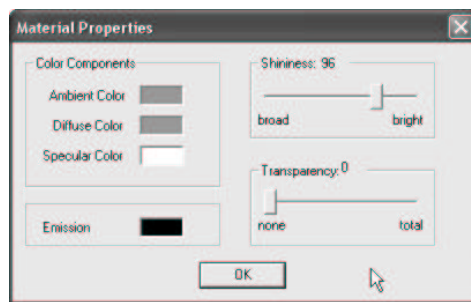 Material Properties
Color Components
Ambient Color
Diffuse Color
Specular Color
Emission
Shininess: 96
broad bright
Transparency: 0
none total
OK